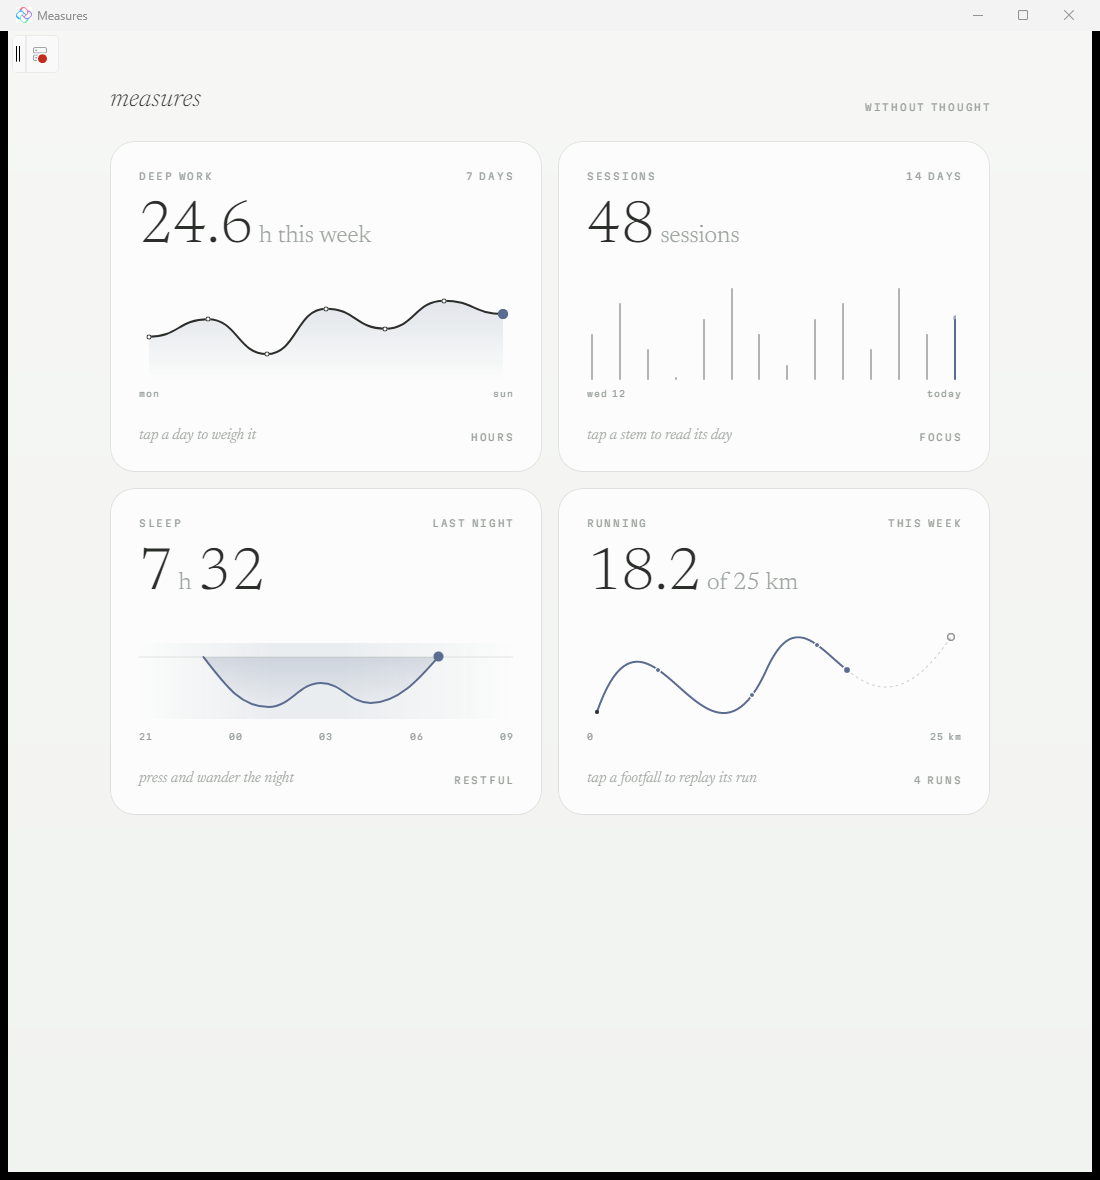 Measures
measures
WITHOUT THOUGHT
DEEP WORK
7 DAYS
24.6 h this week
mon
sun
tap a day to weigh it
HOURS
SESSIONS
14 DAYS
48 sessions
wed 12
today
tap a stem to read its day
FOCUS
SLEEP
LAST NIGHT
7 h 32
21 00 03 06 09
press and wander the night
RESTFUL
RUNNING
THIS WEEK
18.2 of 25 km
0
25 km
tap a footfall to replay its run
4 RUNS